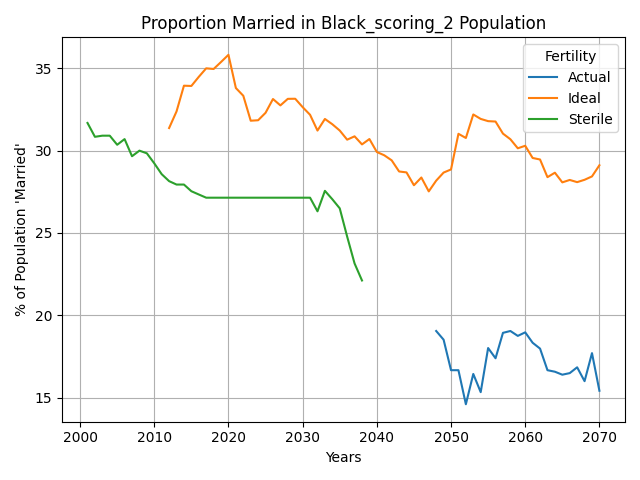 Proportion Married in Black_scoring_2 Population
% of Population 'Married'
35
30
25
20
15
Fertility
Actual
Ideal
Sterile
2000 2010 2020 2030 2040 2050 2060 2070
Years